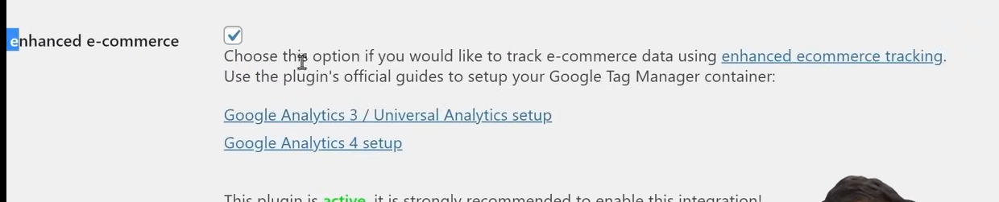 enhanced e-commerce
Choose this option if you would like to track e-commerce data using enhanced ecommerce tracking.
Use the plugin's official guides to setup your Google Tag Manager container:
Google Analytics 3 / Universal Analytics setup
Google Analytics 4 setup
This plugin is active, it is strongly recommended to enable this integration!